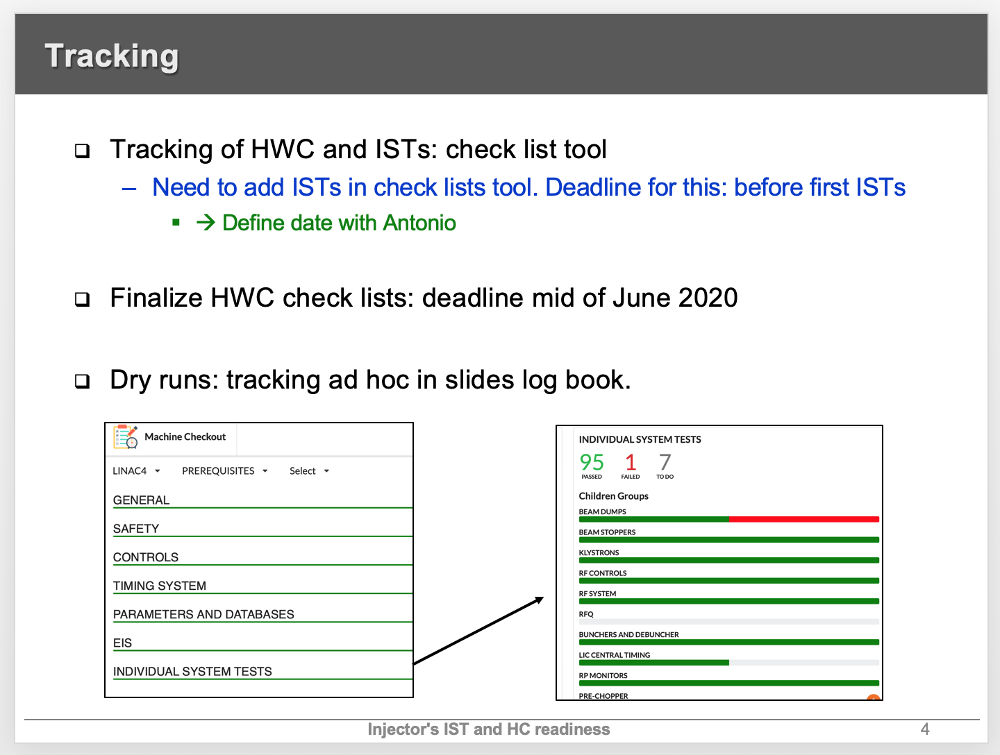 Tracking
Tracking of HWC and ISTs: check list tool
– Need to add ISTs in check lists tool. Deadline for this: before first ISTs
→ Define date with Antonio
Finalize HWC check lists: deadline mid of June 2020
Dry runs: tracking ad hoc in slides log book.
Machine Checkout
LINAC4 PREREQUISITES Select
GENERAL
SAFETY
CONTROLS
TIMING SYSTEM
PARAMETERS AND DATABASES
EIS
INDIVIDUAL SYSTEM TESTS
INDIVIDUAL SYSTEM TESTS
95 1 7
PASSED FAILED TO DO
Children Groups
BEAM DUMPS
BEAM STOPPERS
KLYSTRONS
RF CONTROLS
RF SYSTEM
RFQ
BUNCHERS AND DEBUNCHER
LIC CENTRAL TIMING
RP MONITORS
PRE-CHOPPER
Injector's IST and HC readiness 4